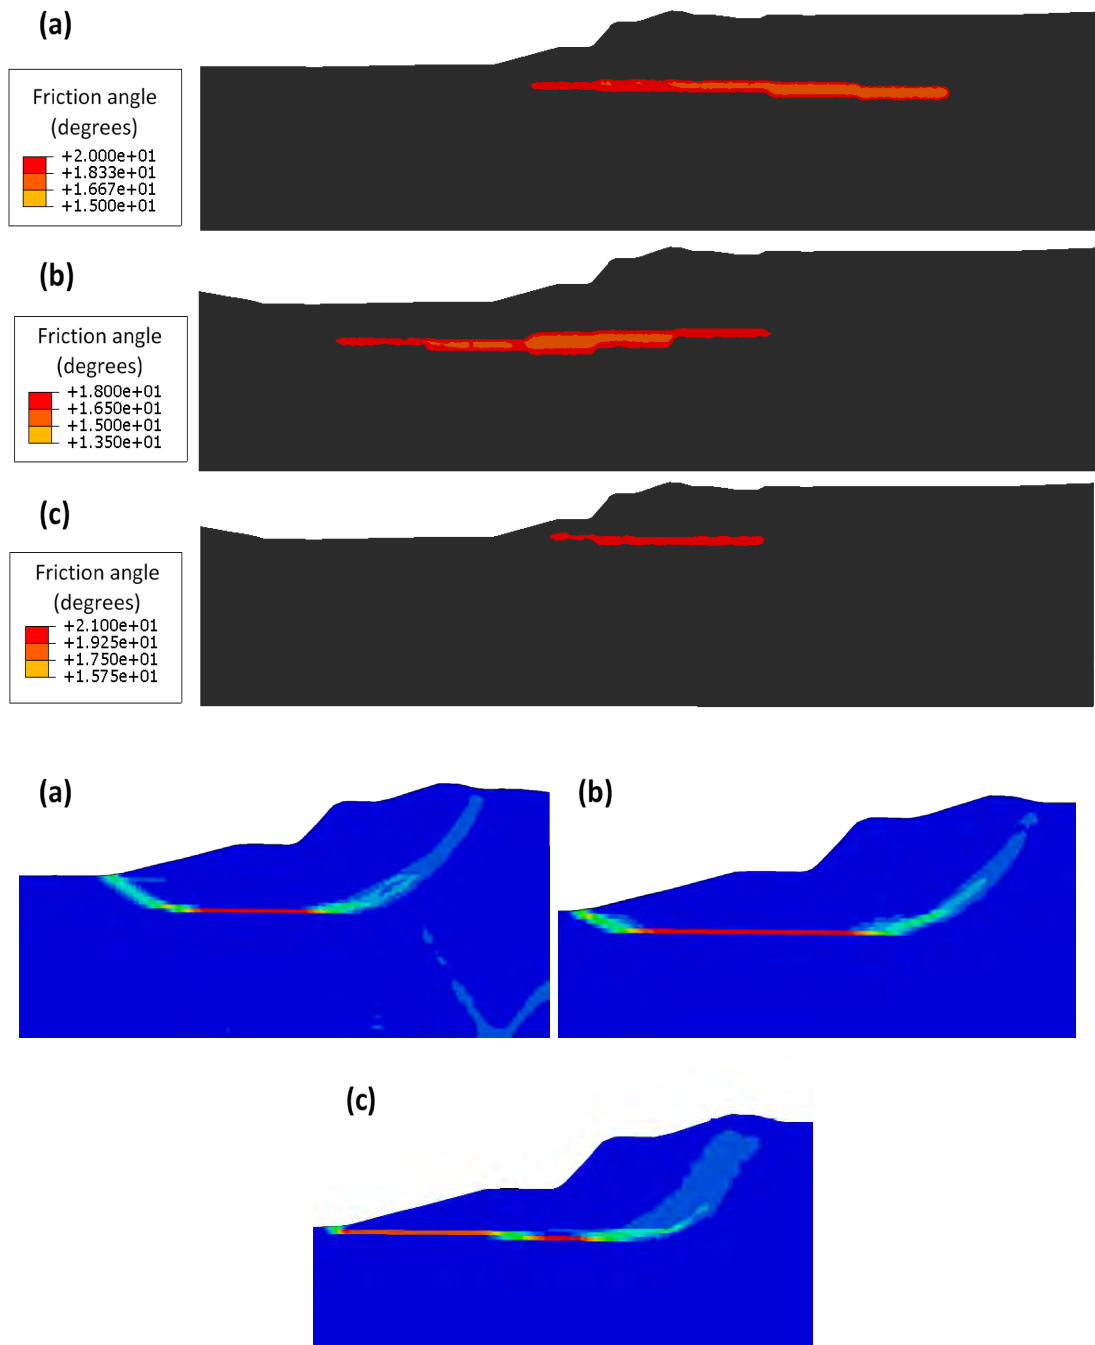 (a)
Friction angle
(degrees)
+2.000e+01
+1.833e+01
+1.667e+01
+1.500e+01
(b)
Friction angle
(degrees)
+1.800e+01
+1.650e+01
+1.500e+01
+1.350e+01
(c)
Friction angle
(degrees)
+2.100e+01
+1.925e+01
+1.750e+01
+1.575e+01
(a)
(b)
(c)